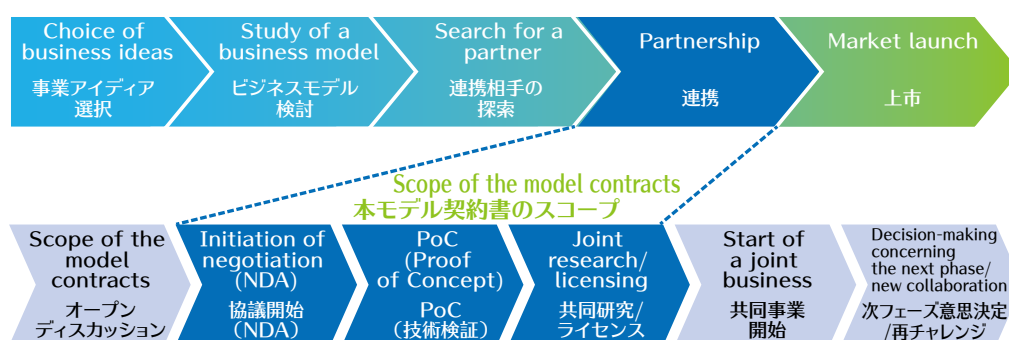 Choice of
business ideas
事業アイディア
選択
Study of a
business model
ビジネスモデル
検討
Search for a
partner
連携相手の
探索
Partnership
連携
Market launch
上市
Scope of the model contracts
本モデル契約書のスコープ
Scope of the
model
contracts
オープン
ディスカッション
Initiation of
negotiation
(NDA)
協議開始
(NDA)
PoC
(Proof
of Concept)
PoC
(技術検証)
Joint
research/
licensing
共同研究/
ライセンス
Start of
a joint
business
共同事業
開始
Decision-making
concerning
the next phase/
new collaboration
次フェーズ意思決定
/再チャレンジ